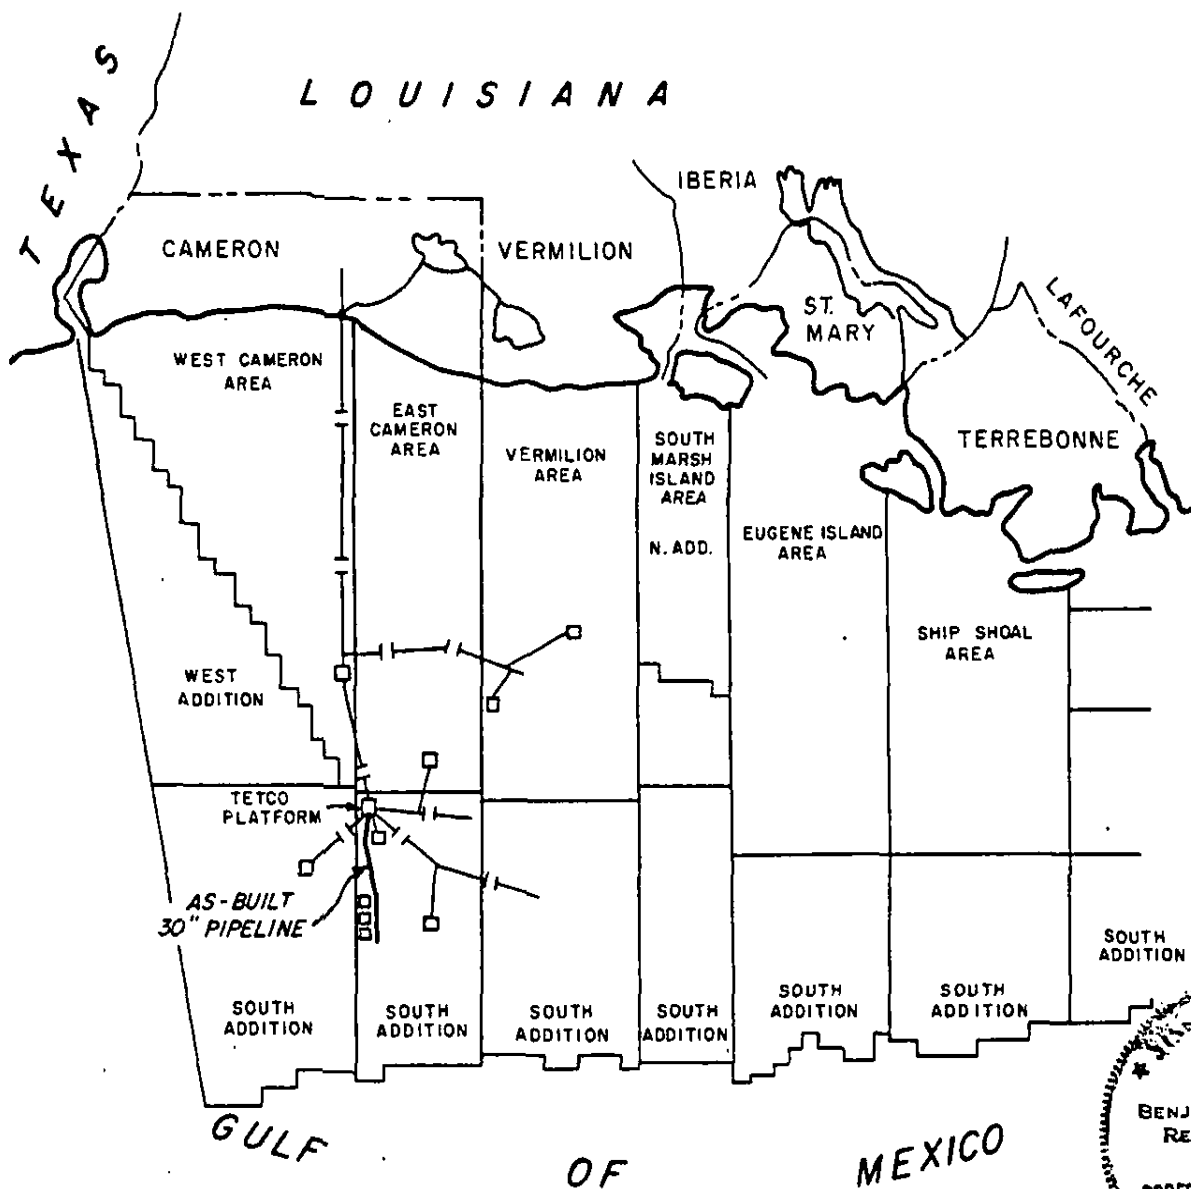 LOUISIANA
TEXAS
IBERIA
CAMERON
VERMILION
LAFOURCHE
ST.
MARY
WEST CAMERON
AREA
EAST
CAMERON
AREA
VERMILION
AREA
SOUTH
MARSH
ISLAND
AREA
N. ADD.
TERREBONNE
EUGENE ISLAND
AREA
SHIP SHOAL
AREA
WEST
ADDITION
TETCO
PLATFORM
AS-BUILT
30" PIPELINE
SOUTH
ADDITION
SOUTH
ADDITION
SOUTH
ADDITION
SOUTH
ADDITION
SOUTH
ADDITION
SOUTH
ADDITION
SOUTH
ADDITION
GULF
OF
MEXICO
BENJ
RE